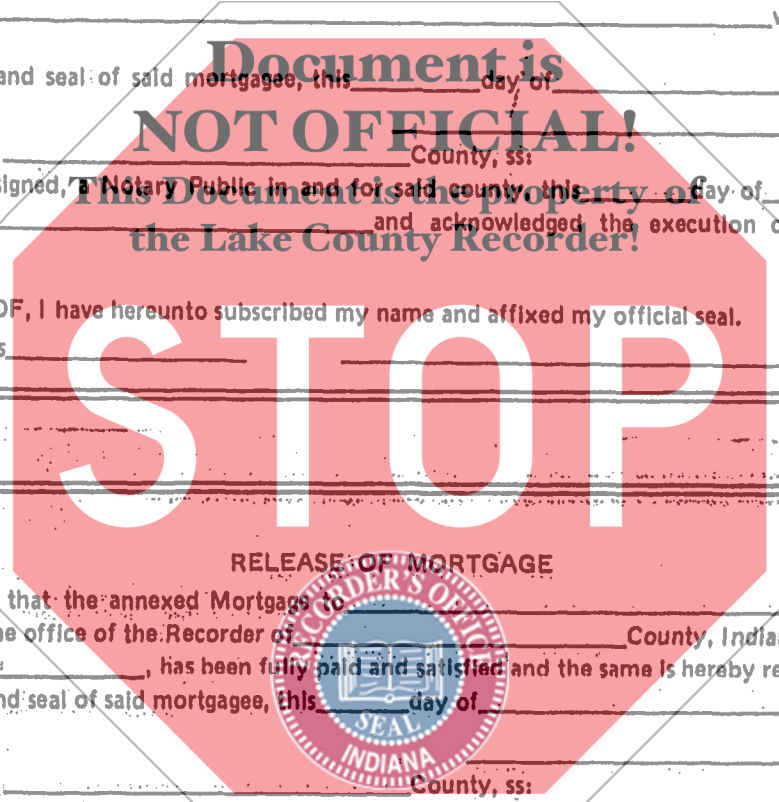 Document is
and seal of said mortgagee, this day of
NOT OFFICIAL!
County, ss:
signed, a Notary Public in and for said county, this day of
This Document is the property of
and acknowledged the execution
the Lake County Recorder!
OF, I have hereunto subscribed my name and affixed my official seal.
STOP
RELEASE OF MORTGAGE
that the annexed Mortgage to
RECORDER'S OFFICE
office of the Recorder of County, India
, has been fully paid and satisfied and the same is hereby re
nd seal of said mortgagee, this day of
SEAL
INDIANA
County, ss: